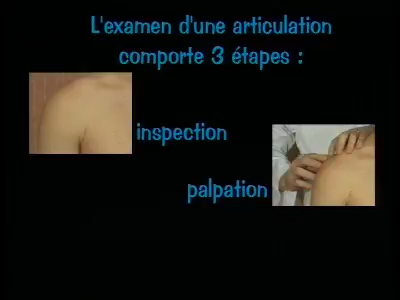 L'examen d'une articulation
comporte 3 étapes :
inspection
palpation